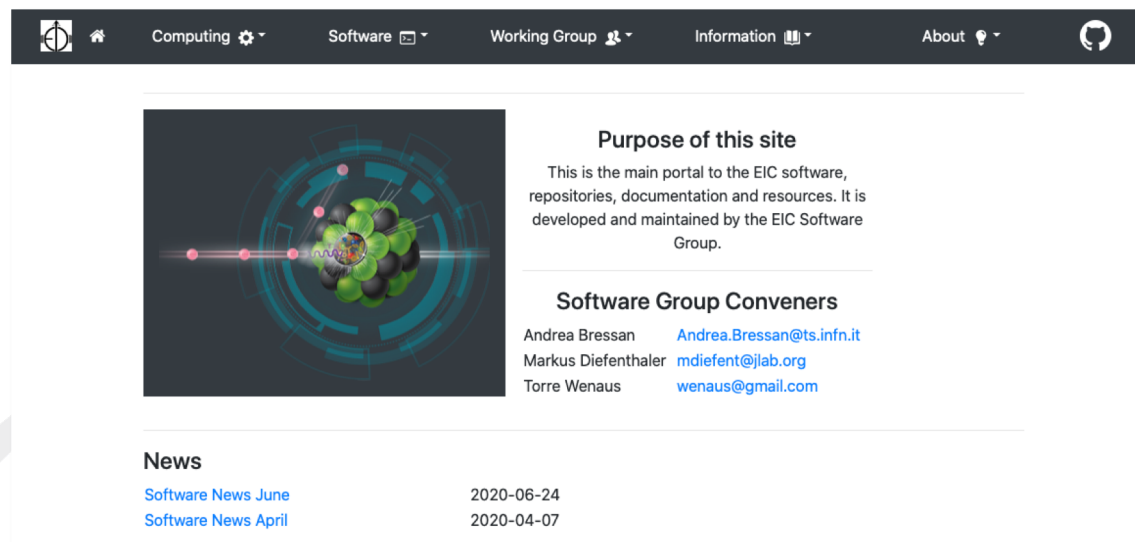 Computing
Software
Working Group
Information
About
Purpose of this site
This is the main portal to the EIC software,
repositories, documentation and resources. It is
developed and maintained by the EIC Software
Group.
Software Group Conveners
Andrea Bressan Andrea.Bressan@ts.infn.it
Markus Diefenthaler mdiefent@jlab.org
Torre Wenaus wenaus@gmail.com
News
Software News June 2020-06-24
Software News April 2020-04-07